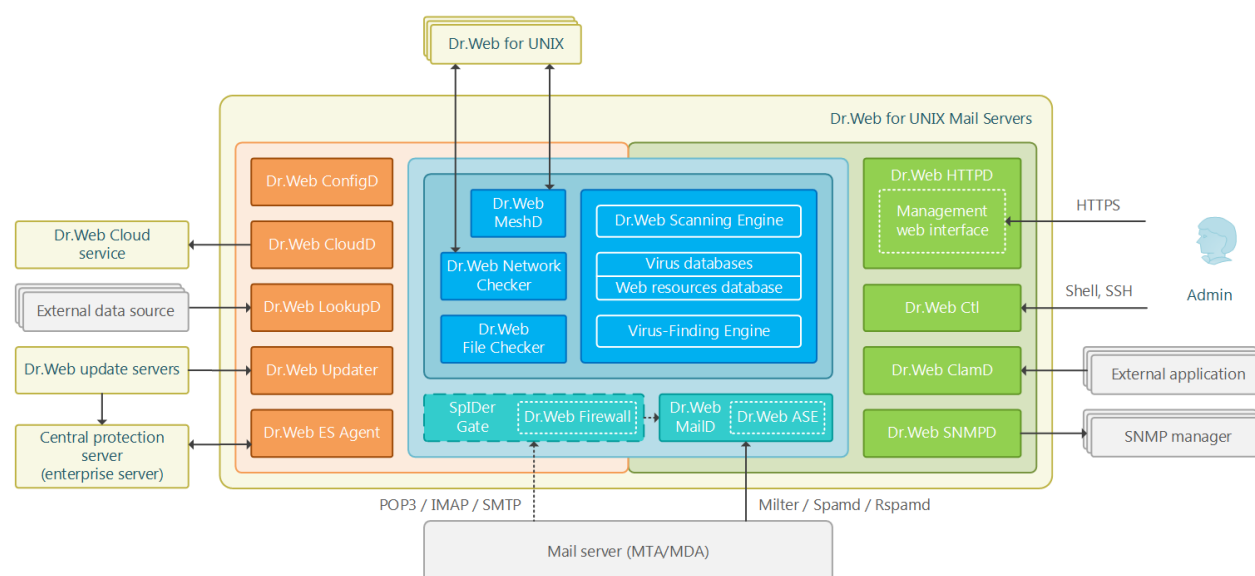 Dr.Web for UNIX
Dr.Web for UNIX Mail Servers
Dr.Web ConfigD
Dr.Web CloudD
Dr.Web LookupD
Dr.Web Updater
Dr.Web ES Agent
Dr.Web Cloud
service
External data source
Dr.Web update servers
Central protection
server
(enterprise server)
Dr.Web
MeshD
Dr.Web Network
Checker
Dr.Web
File Checker
Dr.Web Scanning Engine
Virus databases
Web resources database
Virus-Finding Engine
SpIDer
Gate
Dr.Web Firewall
Dr.Web
MailD
Dr.Web ASE
Dr.Web HTTPD
Management
web interface
Dr.Web Ctl
Dr.Web ClamD
Dr.Web SNMPD
HTTPS
Shell, SSH
Admin
External application
SNMP manager
POP3 / IMAP / SMTP
Milter / Spamd / Rspamd
Mail server (MTA/MDA)